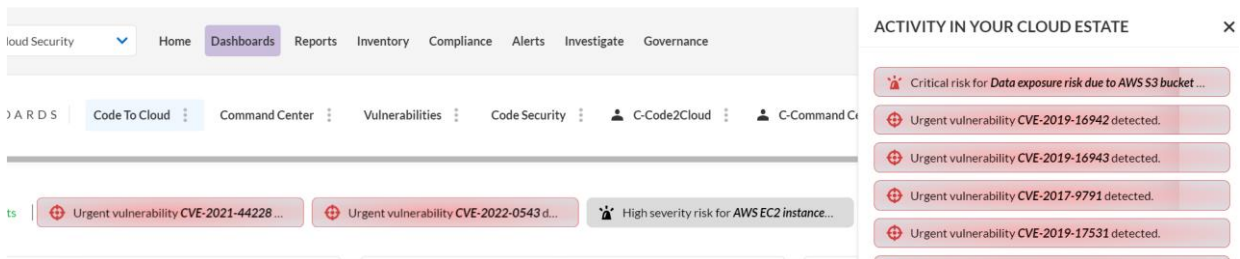 loud Security
Home Dashboards Reports Inventory Compliance Alerts Investigate Governance
OARDS Code To Cloud Command Center Vulnerabilities Code Security C-Code2Cloud C-Command Ce
ts Urgent vulnerability CVE-2021-44228 ... Urgent vulnerability CVE-2022-0543 d... High severity risk for AWS EC2 instance...
ACTIVITY IN YOUR CLOUD ESTATE
Critical risk for Data exposure risk due to AWS S3 bucket ...
Urgent vulnerability CVE-2019-16942 detected.
Urgent vulnerability CVE-2019-16943 detected.
Urgent vulnerability CVE-2017-9791 detected.
Urgent vulnerability CVE-2019-17531 detected.